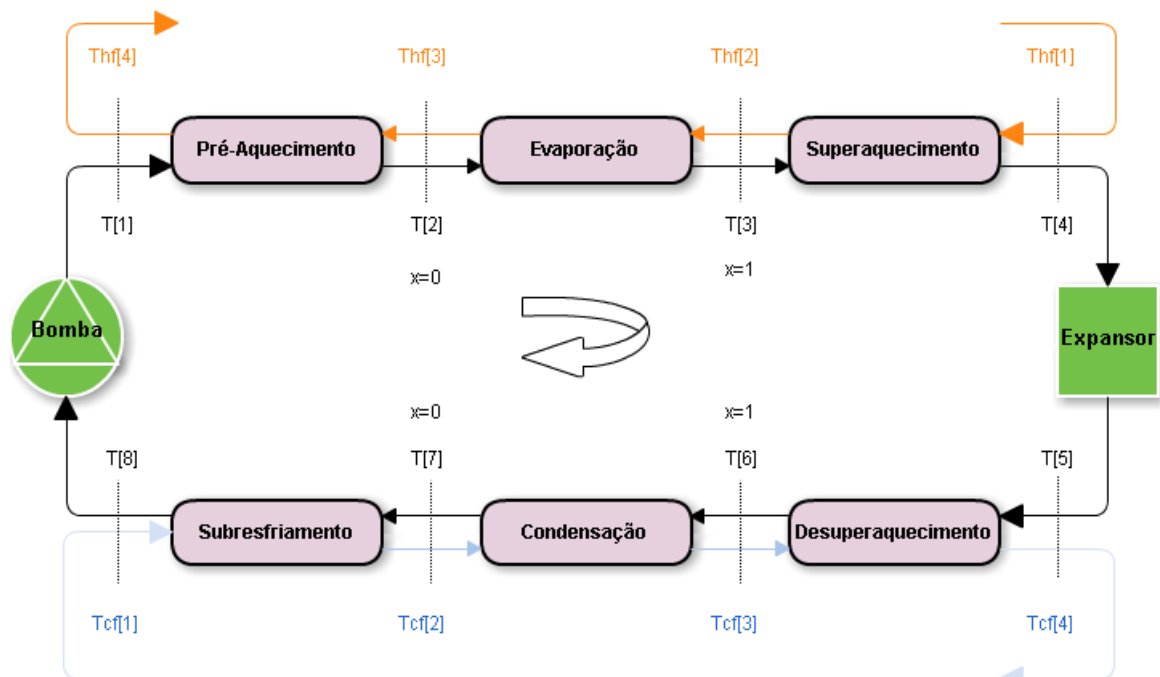 Thf[4] Thf[3] Thf[2] Thf[1]
Pré-Aquecimento Evaporação Superaquecimento
T[1] T[2] T[3] T[4]
x=0 x=1
Bomba Expansor
x=0 x=1
T[8] T[7] T[6] T[5]
Subresfriamento Condensação Desuperaquecimento
Tcf[1] Tcf[2] Tcf[3] Tcf[4]